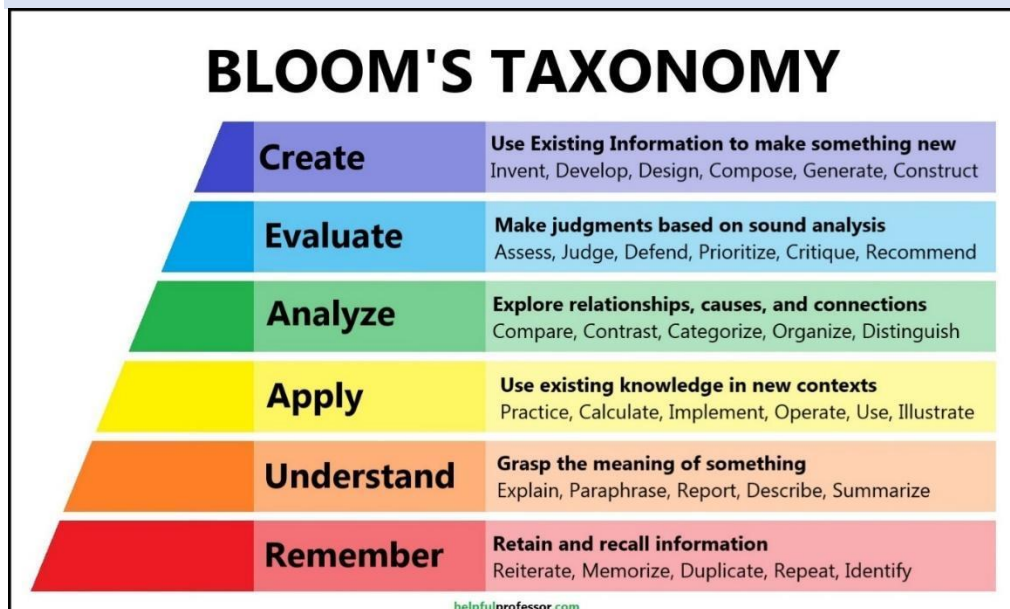 BLOOM'S TAXONOMY
Create
Use Existing Information to make something new
Invent, Develop, Design, Compose, Generate, Construct
Evaluate
Make judgments based on sound analysis
Assess, Judge, Defend, Prioritize, Critique, Recommend
Analyze
Explore relationships, causes, and connections
Compare, Contrast, Categorize, Organize, Distinguish
Apply
Use existing knowledge in new contexts
Practice, Calculate, Implement, Operate, Use, Illustrate
Understand
Grasp the meaning of something
Explain, Paraphrase, Report, Describe, Summarize
Remember
Retain and recall information
Reiterate, Memorize, Duplicate, Repeat, Identify
helpfulprofessor.com